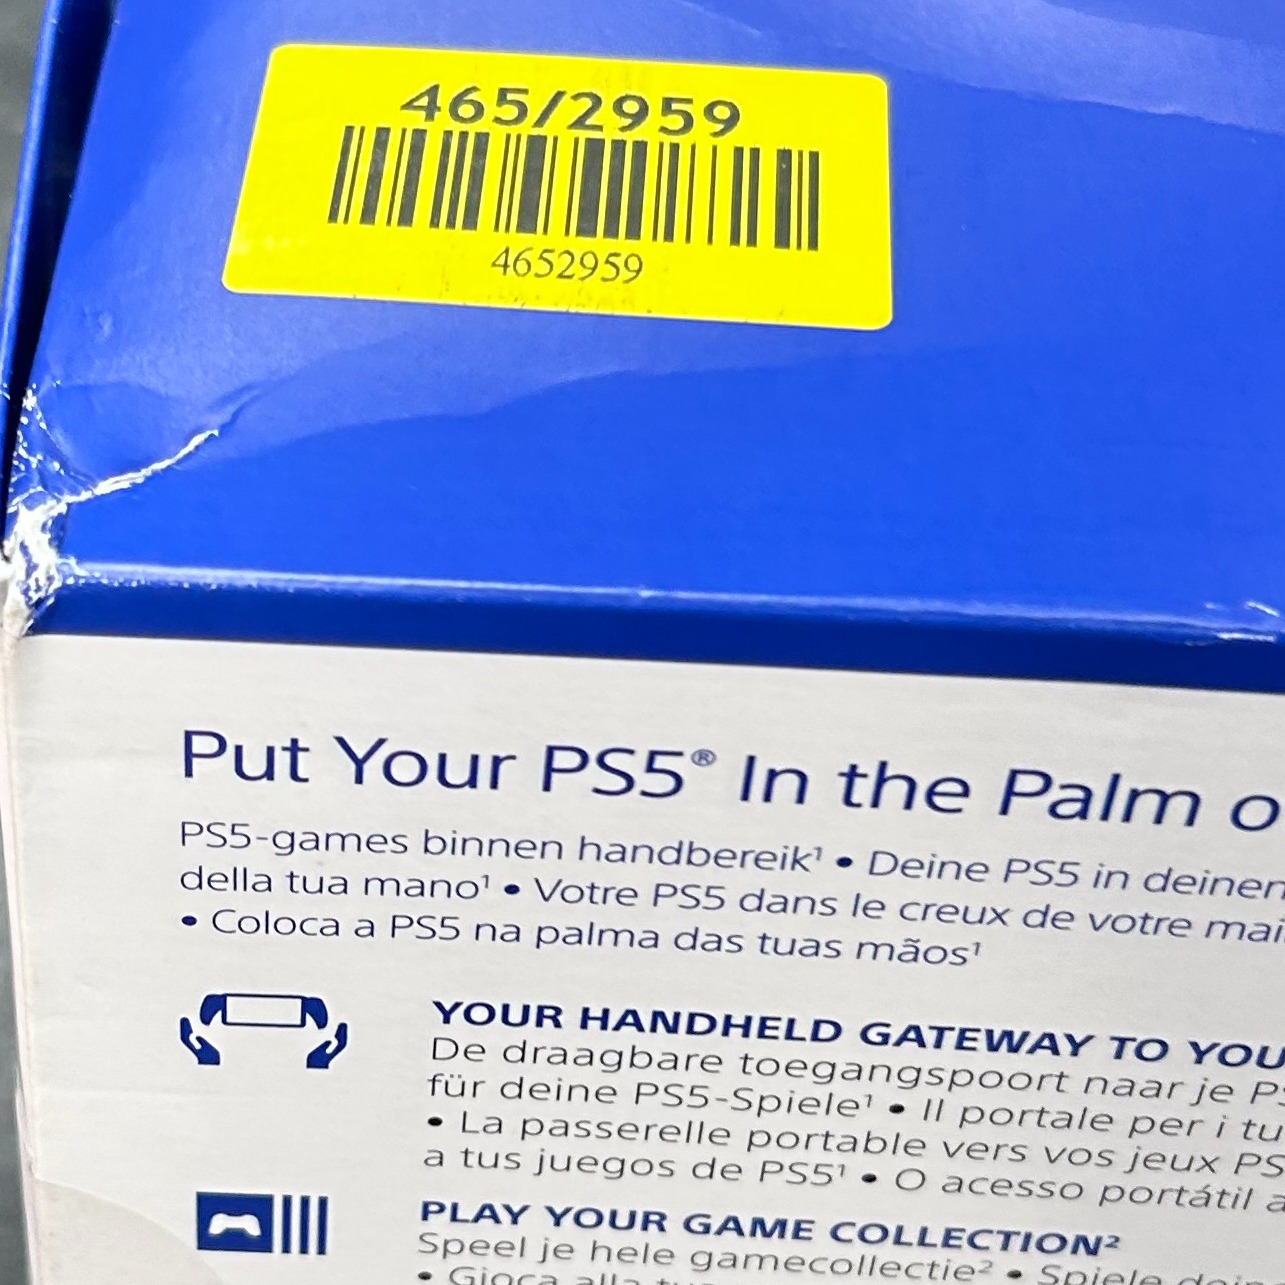 465/2959
4652959
Put Your PS5® In the Palm o
PS5-games binnen handbereik¹ • Deine PS5 in deinen
della tua mano¹ • Votre PS5 dans le creux de votre mai
• Coloca a PS5 na palma das tuas mãos¹
YOUR HANDHELD GATEWAY TO YOU
De draagbare toegangspoort naar je PS
für deine PS5-Spiele¹ • Il portale per i tu
• La passerelle portable vers vos jeux PS
a tus juegos de PS5¹ • O acesso portátil a
PLAY YOUR GAME COLLECTION²
Speel je hele gamecollectie² • Spiele
• Gioca alla